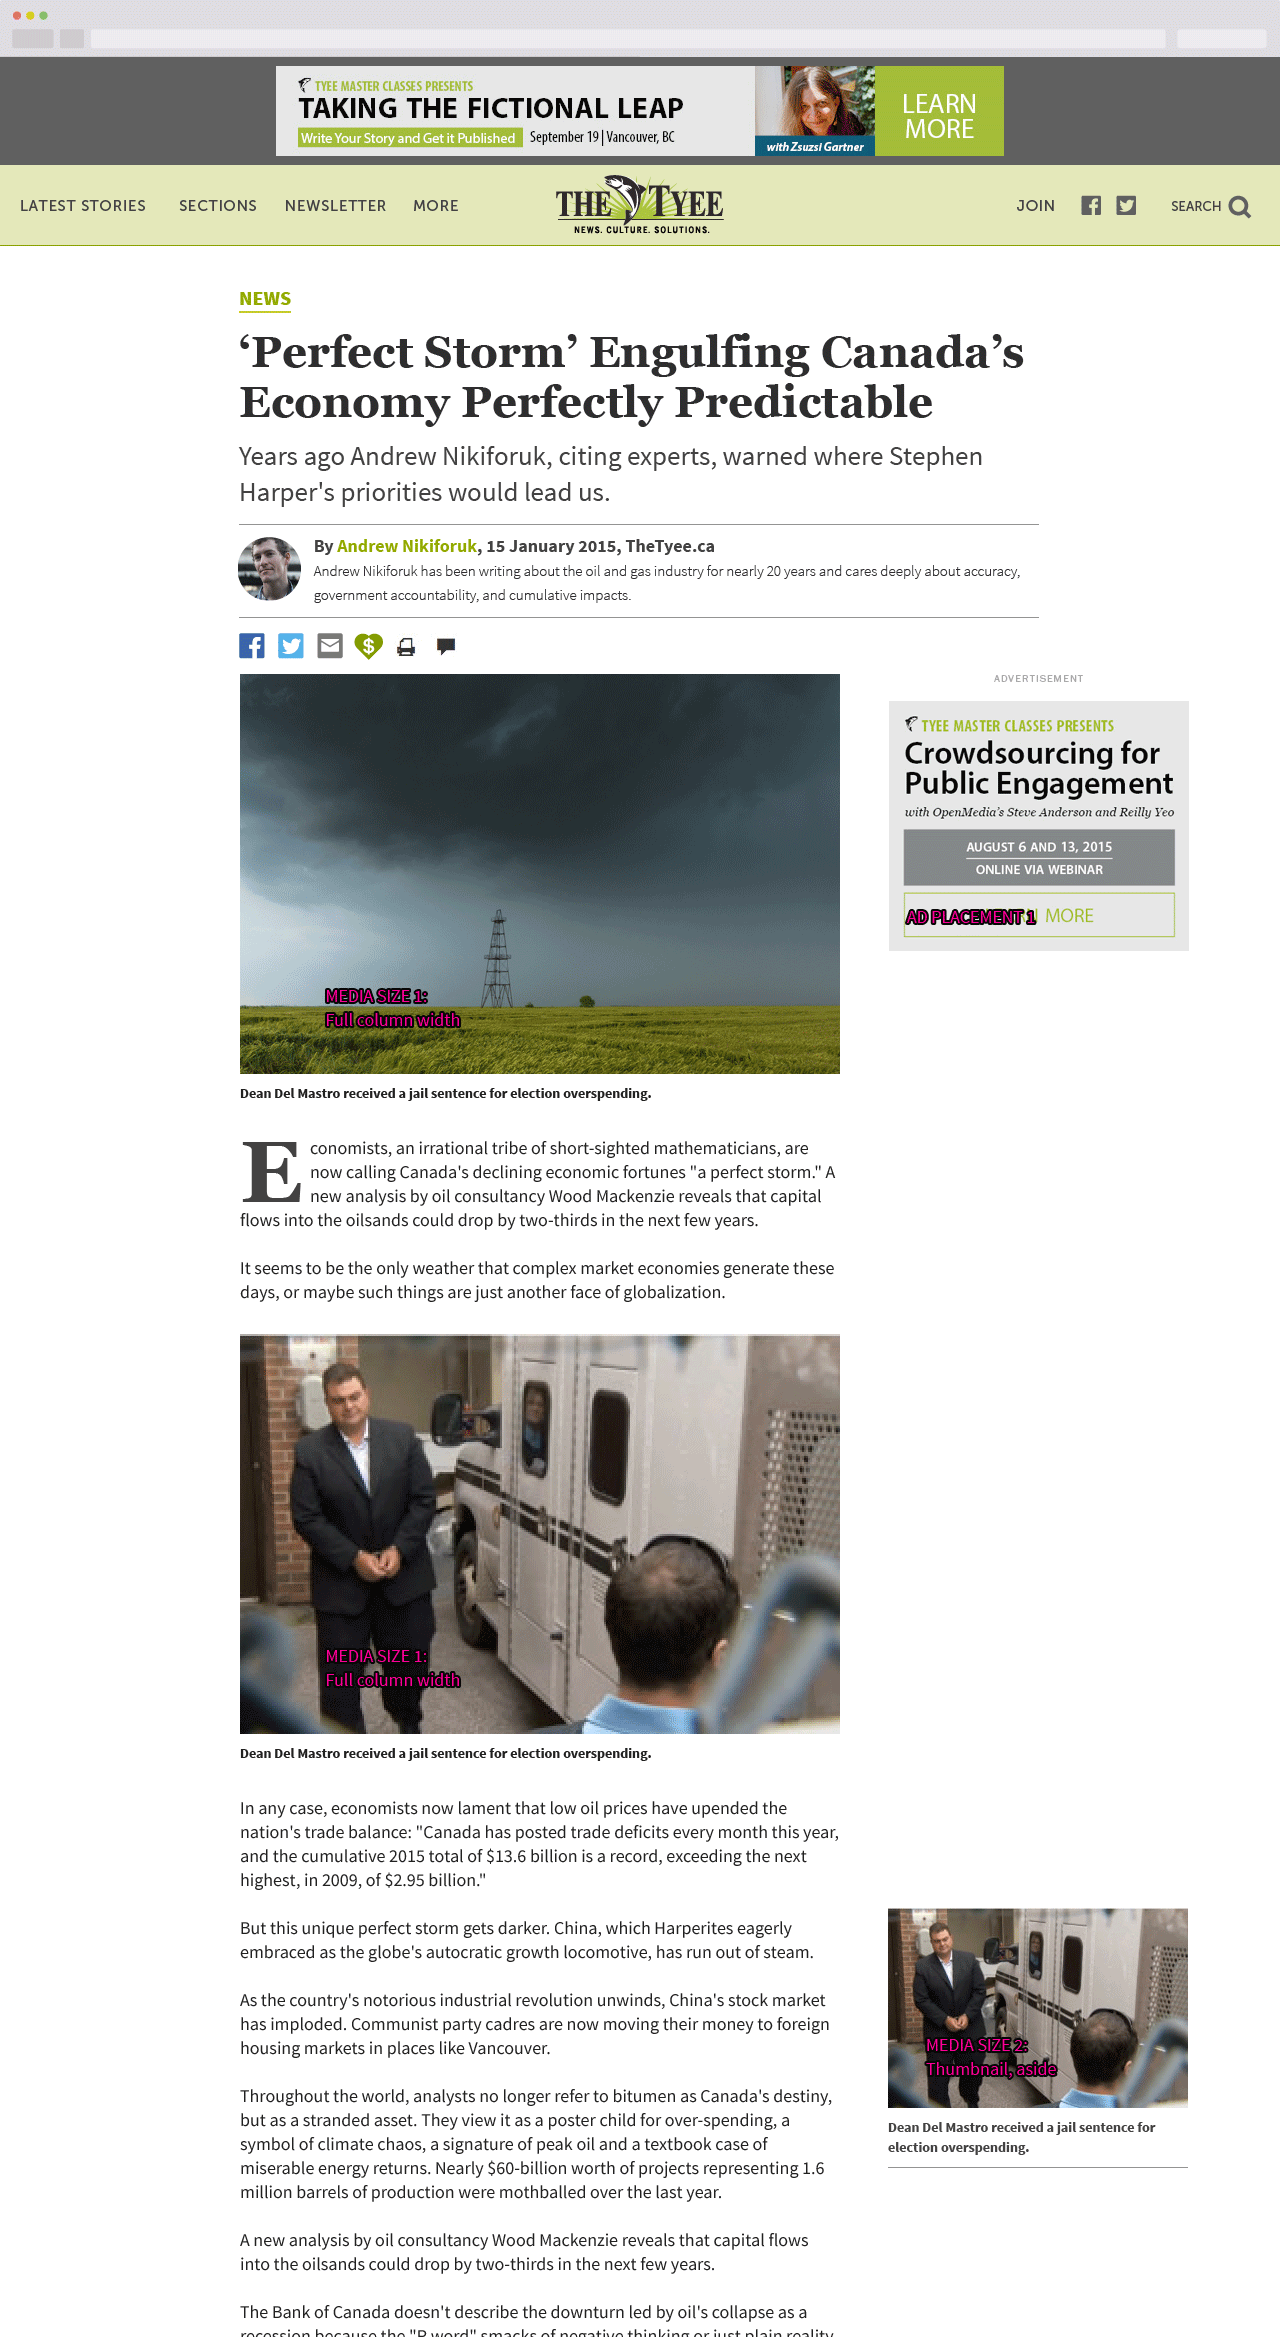 TYEE MASTER CLASSES PRESENTS
TAKING THE FICTIONAL LEAP
Write Your Story and Get it Published
September 19 | Vancouver, BC
with Zsuzsi Gartner
LEARN
MORE
LATEST STORIES
SECTIONS
NEWSLETTER
MORE
THE TYEE
NEWS. CULTURE. SOLUTIONS.
JOIN
SEARCH
NEWS
‘Perfect Storm’ Engulfing Canada’s
Economy Perfectly Predictable
Years ago Andrew Nikiforuk, citing experts, warned where Stephen
Harper's priorities would lead us.
By Andrew Nikiforuk, 15 January 2015, TheTyee.ca
Andrew Nikiforuk has been writing about the oil and gas industry for nearly 20 years and cares deeply about accuracy,
government accountability, and cumulative impacts.
ADVERTISEMENT
TYEE MASTER CLASSES PRESENTS
Crowdsourcing for
Public Engagement
with OpenMedia's Steve Anderson and Reilly Yeo
AUGUST 6 AND 13, 2015
ONLINE VIA WEBINAR
AD PLACEMENT 1
MORE
MEDIA SIZE 1:
Full column width
Dean Del Mastro received a jail sentence for election overspending.
Economists, an irrational tribe of short-sighted mathematicians, are
now calling Canada's declining economic fortunes "a perfect storm." A
new analysis by oil consultancy Wood Mackenzie reveals that capital
flows into the oilsands could drop by two-thirds in the next few years.
It seems to be the only weather that complex market economies generate these
days, or maybe such things are just another face of globalization.
MEDIA SIZE 1:
Full column width
Dean Del Mastro received a jail sentence for election overspending.
In any case, economists now lament that low oil prices have upended the
nation's trade balance: "Canada has posted trade deficits every month this year,
and the cumulative 2015 total of $13.6 billion is a record, exceeding the next
highest, in 2009, of $2.95 billion."
But this unique perfect storm gets darker. China, which Harperites eagerly
embraced as the globe's autocratic growth locomotive, has run out of steam.
As the country's notorious industrial revolution unwinds, China's stock market
has imploded. Communist party cadres are now moving their money to foreign
housing markets in places like Vancouver.
Throughout the world, analysts no longer refer to bitumen as Canada's destiny,
but as a stranded asset. They view it as a poster child for over-spending, a
symbol of climate chaos, a signature of peak oil and a textbook case of
miserable energy returns. Nearly $60-billion worth of projects representing 1.6
million barrels of production were mothballed over the last year.
A new analysis by oil consultancy Wood Mackenzie reveals that capital flows
into the oilsands could drop by two-thirds in the next few years.
The Bank of Canada doesn't describe the downturn led by oil's collapse as a
recession because the "R word" smacks of negative thinking or just plain reality.
MEDIA SIZE 2:
Thumbnail, aside
Dean Del Mastro received a jail sentence for
election overspending.